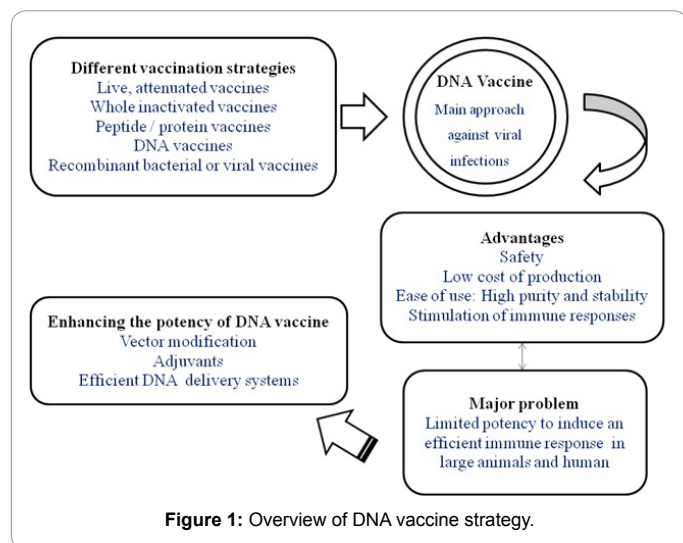 Different vaccination strategies
Live, attenuated vaccines
Whole inactivated vaccines
Peptide / protein vaccines
DNA vaccines
Recombinant bacterial or viral vaccines
DNA Vaccine
Main approach
against viral
infections
Advantages
Safety
Low cost of production
Ease of use: High purity and stability
Stimulation of immune responses
Major problem
Limited potency to induce an
efficient immune response in
large animals and human
Enhancing the potency of DNA vaccine
Vector modification
Adjuvants
Efficient DNA delivery systems
Figure 1: Overview of DNA vaccine strategy.